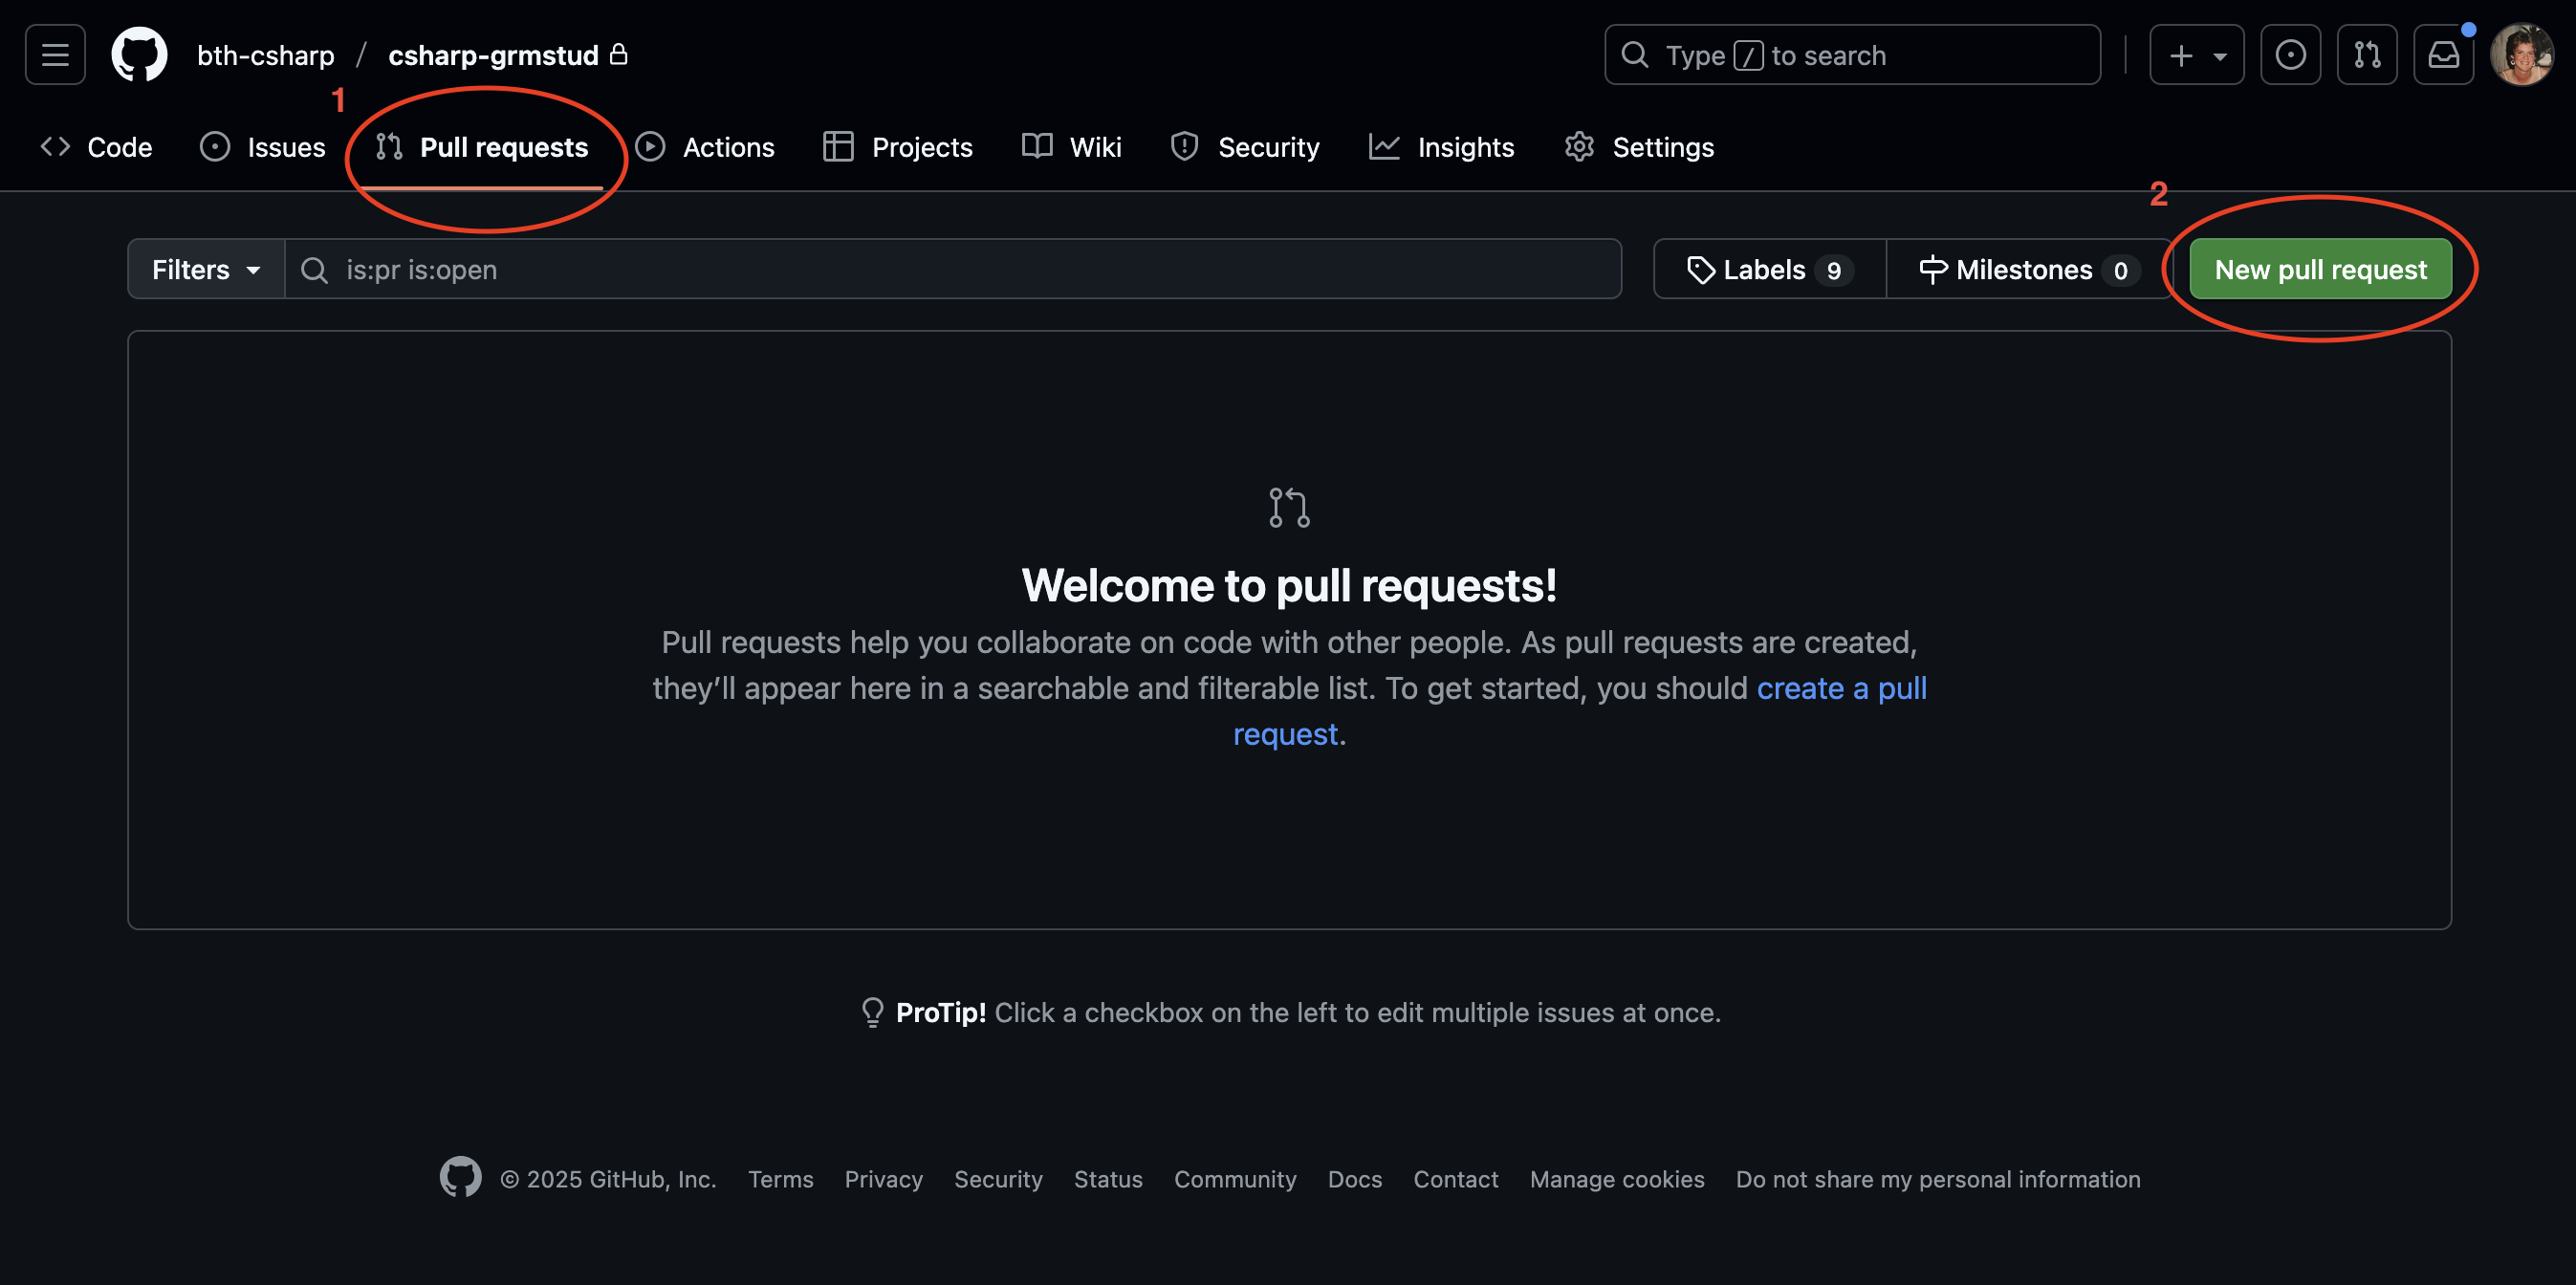 bth-csharp / csharp-grmstud
Type / to search
1
Code Issues Pull requests Actions Projects Wiki Security Insights Settings
2
Filters is:pr is:open Labels 9 Milestones 0 New pull request
Welcome to pull requests!
Pull requests help you collaborate on code with other people. As pull requests are created,
they’ll appear here in a searchable and filterable list. To get started, you should create a pull
request.
ProTip! Click a checkbox on the left to edit multiple issues at once.
© 2025 GitHub, Inc. Terms Privacy Security Status Community Docs Contact Manage cookies Do not share my personal information